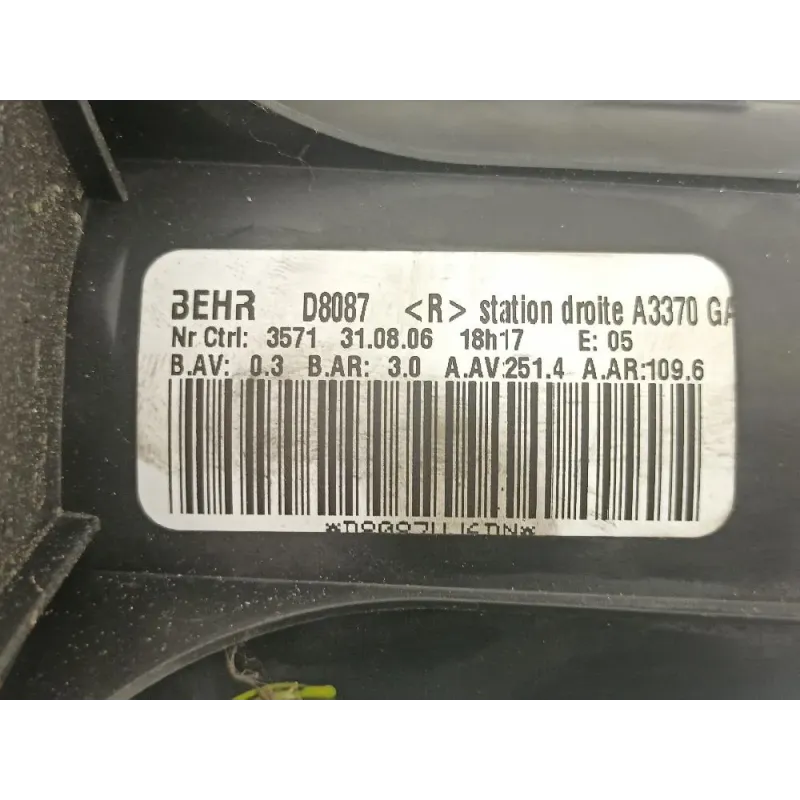 BEHR D8087 <R> station droite A3370 GA
Nr Ctrl: 3571 31.08.06 18h17 E: 05
B.AV: 0.3 B.AR: 3.0 A.AV:251.4 A.AR:109.6